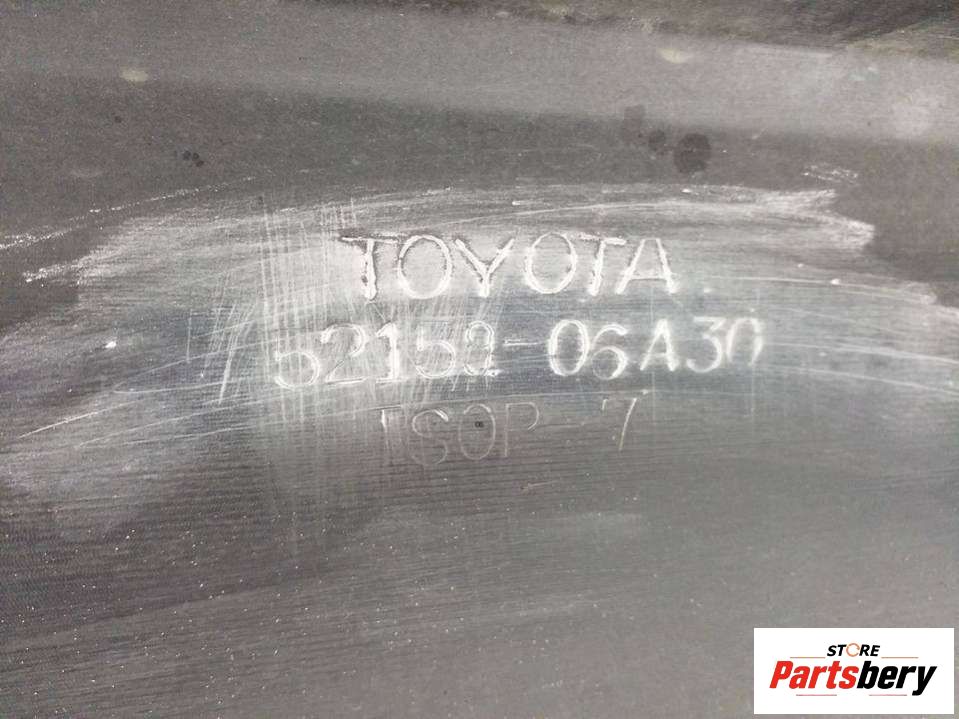 TOYOTA
52159-06A30
TSOP-7
STORE
Partsbery